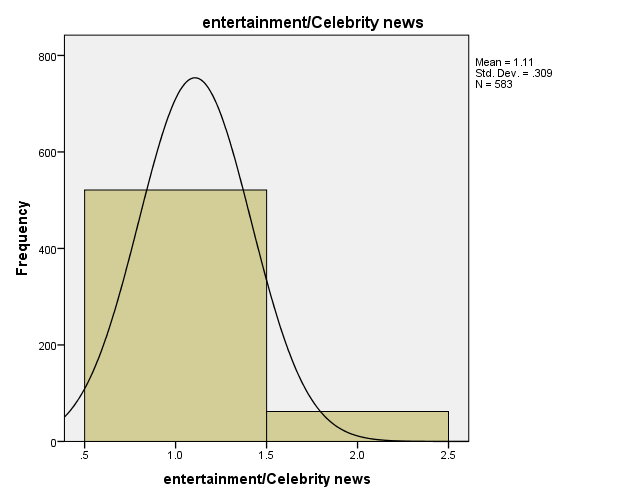 entertainment/Celebrity news
Mean = 1.11
Std. Dev. = .309
N = 583
800
600
400
200
0
Frequency
.5 1.0 1.5 2.0 2.5
entertainment/Celebrity news